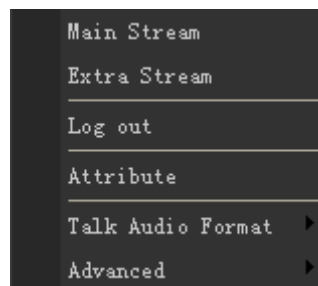 Main Stream
Extra Stream
Log out
Attribute
Talk Audio Format
Advanced